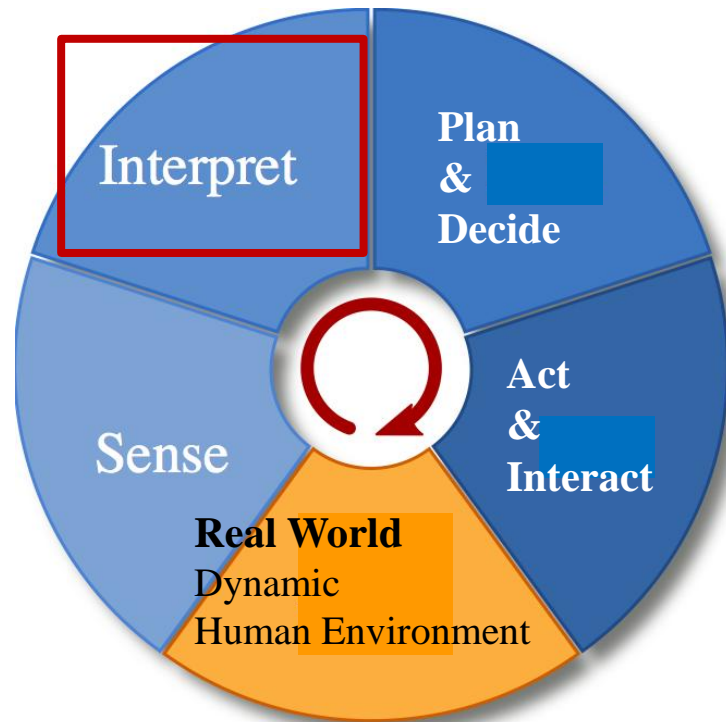 Interpret
Plan
&
Decide
Sense
Act
&
Interact
Real World
Dynamic
Human Environment